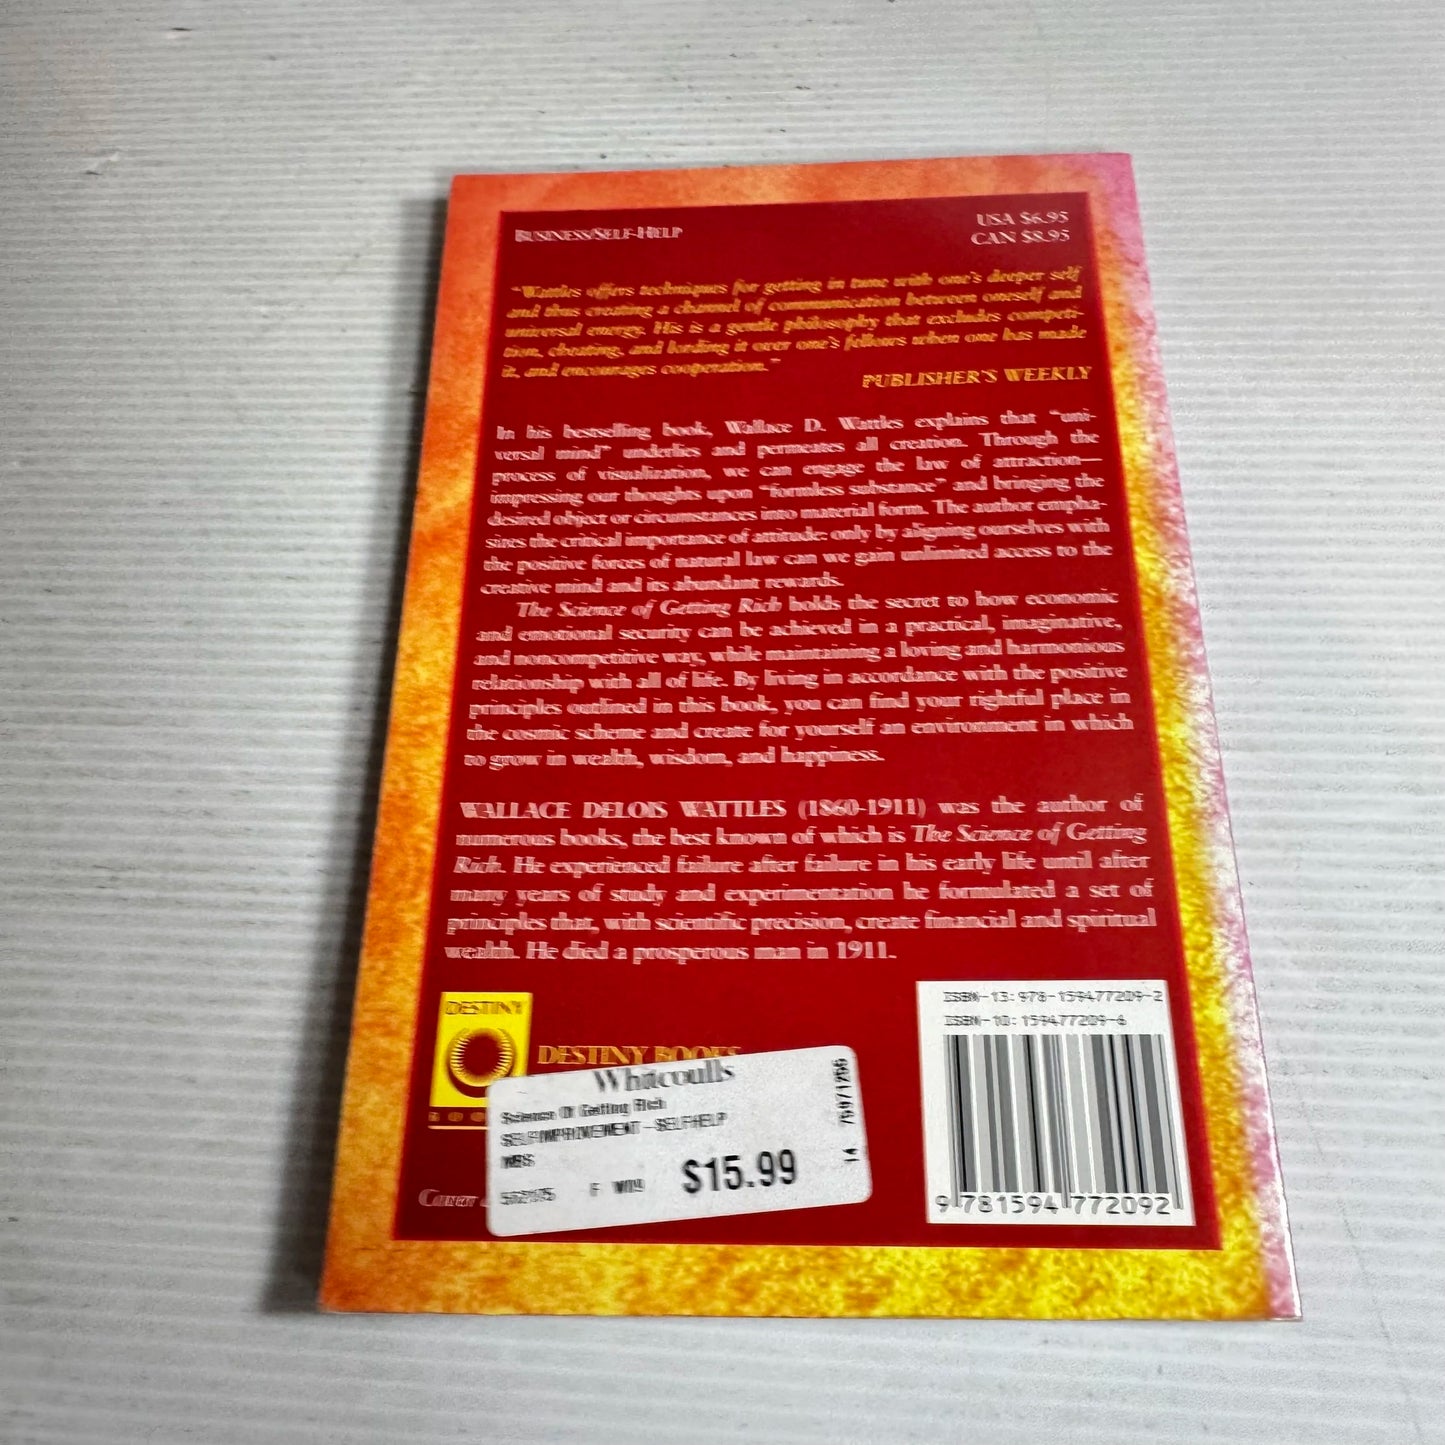 BUSINESS/SELF-HELP
USA $6.95
CAN $8.95
"Wattles offers techniques for getting in tune with one's deeper self
and thus creating a channel of communication between oneself and
universal energy. His is a gentle philosophy that excludes competi-
tion, cheating, and lording it over one's fellows when one has made
it, and encourages cooperation."
PUBLISHER'S WEEKLY
In his bestselling book, Wallace D. Wattles explains that "uni-
versal mind" underlies and permeates all creation. Through the
process of visualization, we can engage the law of attraction—
impressing our thoughts upon "formless substance" and bringing the
desired object or circumstances into material form. The author empha-
sizes the critical importance of attitude: only by aligning ourselves with
the positive forces of natural law can we gain unlimited access to the
creative mind and its abundant rewards.
The Science of Getting Rich holds the secret to how economic
and emotional security can be achieved in a practical, imaginative,
and noncompetitive way, while maintaining a loving and harmonious
relationship with all of life. By living in accordance with the positive
principles outlined in this book, you can find your rightful place in
the cosmic scheme and create for yourself an environment in which
to grow in wealth, wisdom, and happiness.
WALLACE DELOIS WATTLES (1860-1911) was the author of
numerous books, the best known of which is The Science of Getting
Rich. He experienced failure after failure in his early life until after
many years of study and experimentation he formulated a set of
principles that, with scientific precision, create financial and spiritual
wealth. He died a prosperous man in 1911.
DESTINY
DESTINY BOOKS
Whitcoulls
Science Of Getting Rich
SELF IMPROVEMENT - SELF HELP
WBS
F W09
$15.99
14
ISBN-13: 978-159477209-2
ISBN-10: 159477209-6
9 781594 772092